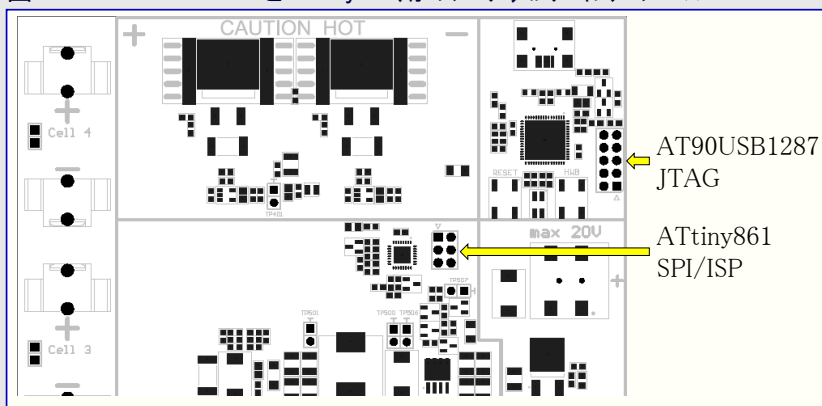 CAUTION HOT
Cell 4
RESET
HWB
AT90USB1287
JTAG
TP401
max 20V
ATtiny861
SPI/ISP
TP507
TP501
TP500
TP506
Cell 3